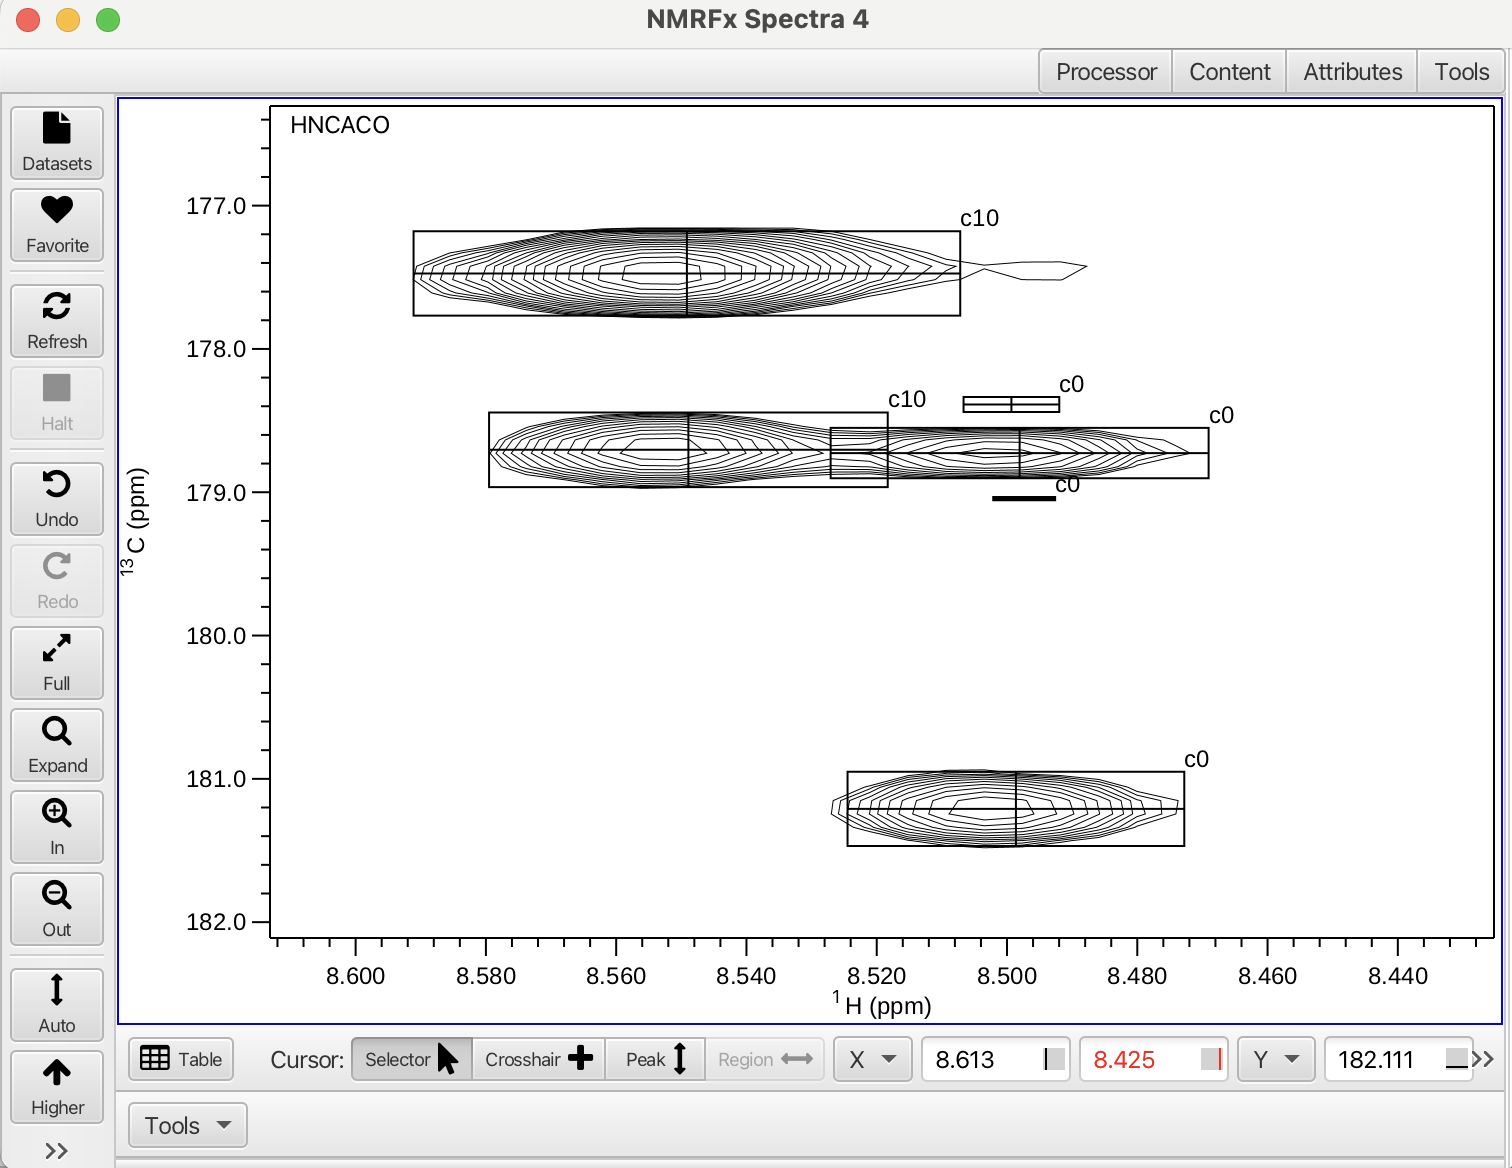 NMRFx Spectra 4
Processor Content Attributes Tools
Datasets
Favorite
Refresh
Halt
Undo
Redo
Full
Expand
In
Out
Auto
Higher
HNCACO
177.0
178.0
179.0
180.0
181.0
182.0
13C (ppm)
c10
c10
c0
c0
c0
c0
8.600 8.580 8.560 8.540 8.520 8.500 8.480 8.460 8.440
1H (ppm)
Table Cursor: Selector Crosshair Peak Region X 8.613 8.425 Y 182.111
Tools